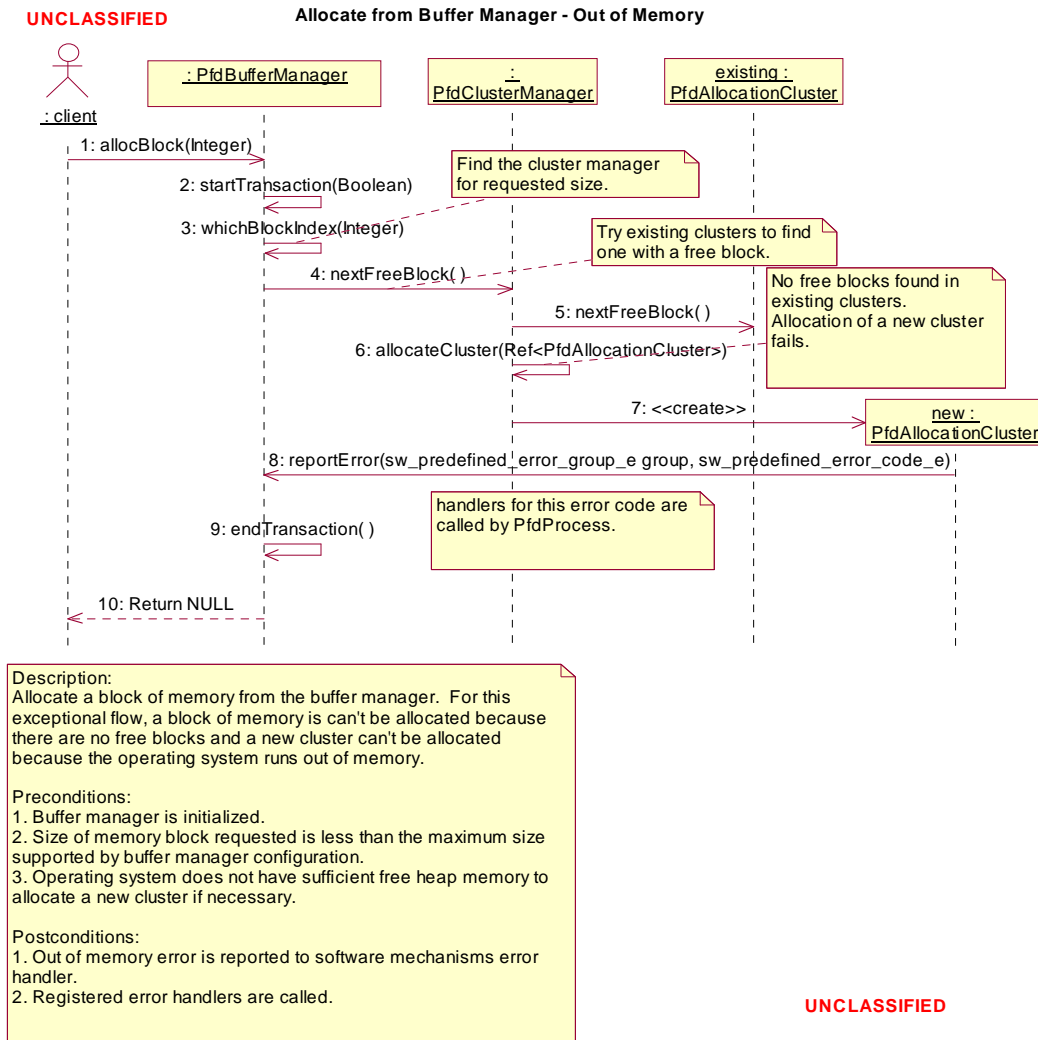 UNCLASSIFIED
Allocate from Buffer Manager - Out of Memory
: client
: PfdBufferManager
:
PfdClusterManager
existing :
PfdAllocationCluster
1: allocBlock(Integer)
Find the cluster manager
for requested size.
2: startTransaction(Boolean)
3: whichBlockIndex(Integer)
Try existing clusters to find
one with a free block.
4: nextFreeBlock( )
No free blocks found in
existing clusters.
Allocation of a new cluster
fails.
5: nextFreeBlock( )
6: allocateCluster(Ref<PfdAllocationCluster>)
7: <<create>>
new :
PfdAllocationCluster
8: reportError(sw_predefined_error_group_e group, sw_predefined_error_code_e)
handlers for this error code are
called by PfdProcess.
9: endTransaction( )
10: Return NULL
Description:
Allocate a block of memory from the buffer manager.  For this
exceptional flow, a block of memory is can't be allocated because
there are no free blocks and a new cluster can't be allocated
because the operating system runs out of memory.
Preconditions:
1. Buffer manager is initialized.
2. Size of memory block requested is less than the maximum size
supported by buffer manager configuration.
3. Operating system does not have sufficient free heap memory to
allocate a new cluster if necessary.
Postconditions:
1. Out of memory error is reported to software mechanisms error
handler.
2. Registered error handlers are called.
UNCLASSIFIED